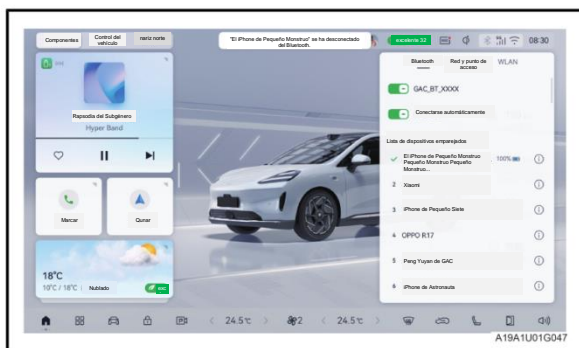 Componentes
Control del
vehículo
nariz norte
"El iPhone de Pequeño Monstruo" se ha desconectado
del Bluetooth.
excelente 32
08:30
Rapsodia del Subgénero
Hyper Band
Marcar
Qunar
18°C
10°C / 18°C
Nublado
exc
Bluetooth
Red y punto de
acceso
WLAN
GAC_BT_XXXX
Conectarse automáticamente
Lista de dispositivos emparejados
El iPhone de Pequeño Monstruo
Pequeño Monstruo Pequeño
Monstruo...
100%
2 Xiaomi
3 iPhone de Pequeño Siete
4 OPPO R17
5 Peng Yuyan de GAC
6 iPhone de Astronauta
24.5°C
2
24.5°C
A19A1U01G047